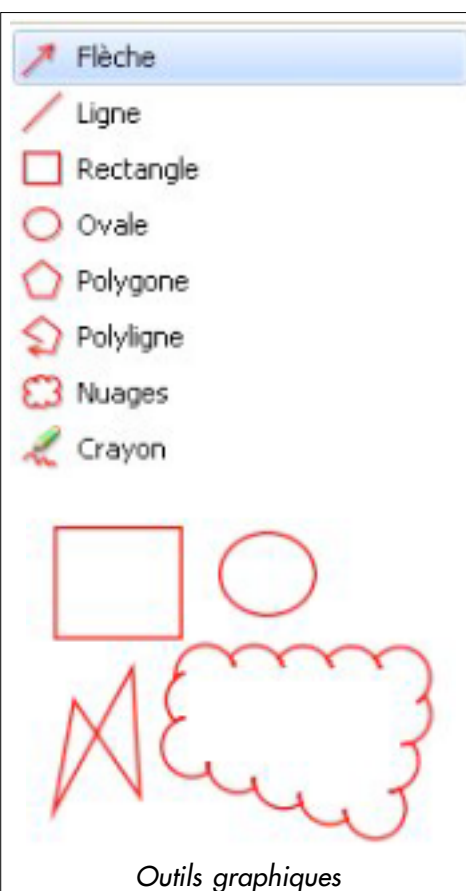 Flèche
Ligne
Rectangle
Ovale
Polygone
Polyligne
Nuages
Crayon
Outils graphiques